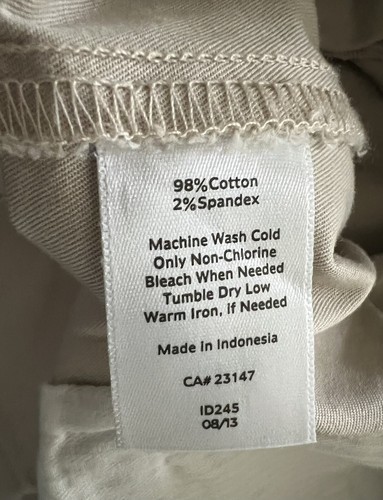 98%Cotton
2%Spandex
Machine Wash Cold
Only Non-Chlorine
Bleach When Needed
Tumble Dry Low
Warm Iron, if Needed
Made in Indonesia
CA# 23147
ID245
08/13